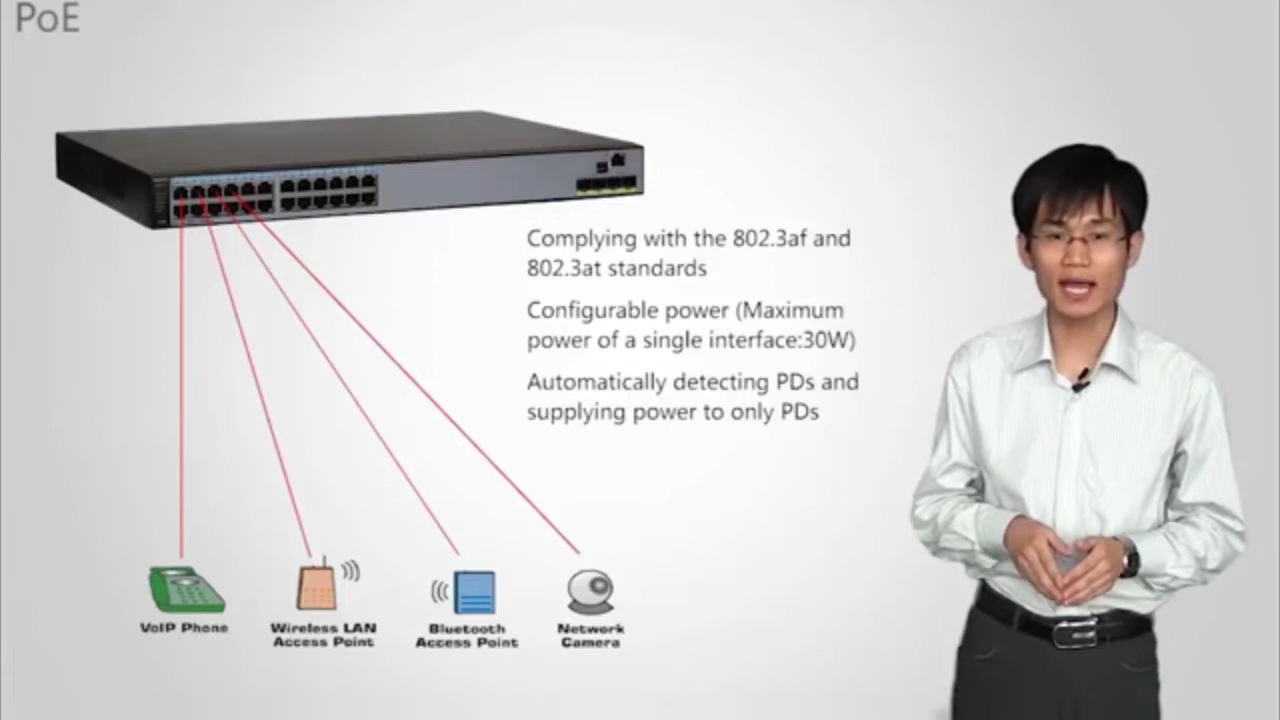 PoE
Complying with the 802.3af and
802.3at standards
Configurable power (Maximum
power of a single interface:30W)
Automatically detecting PDs and
supplying power to only PDs
VoIP Phone
Wireless LAN
Access Point
Bluetooth
Access Point
Network
Camera